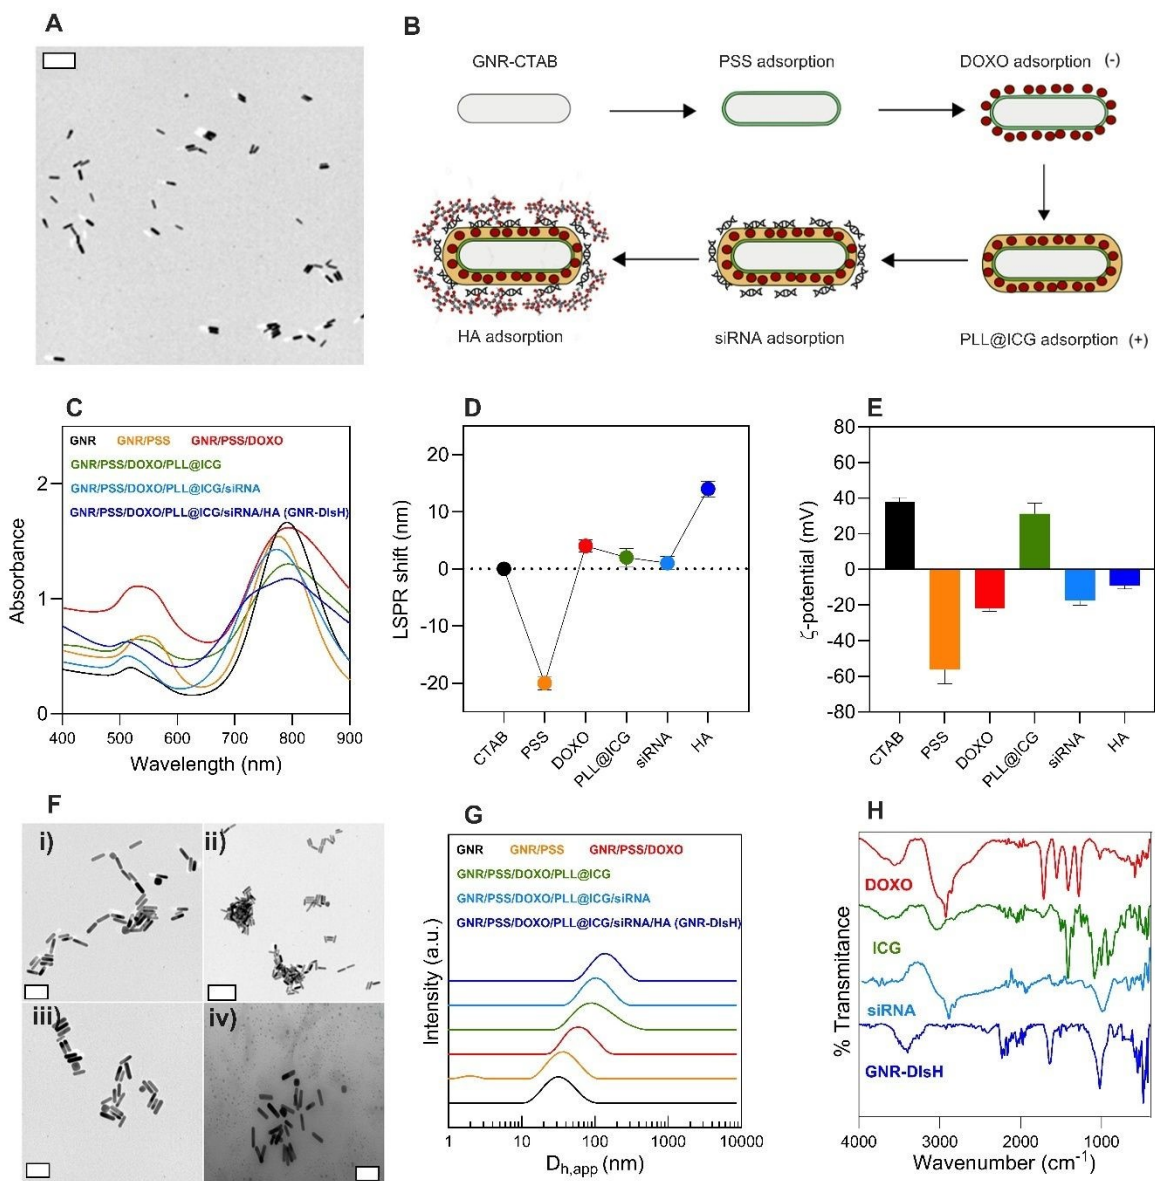 A
B
GNR-CTAB
PSS adsorption
DOXO adsorption (-)
HA adsorption
siRNA adsorption
PLL@ICG adsorption (+)
C
GNR GNR/PSS GNR/PSS/DOXO
GNR/PSS/DOXO/PLL@ICG
GNR/PSS/DOXO/PLL@ICG/siRNA
GNR/PSS/DOXO/PLL@ICG/siRNA/HA (GNR-DIsH)
Absorbance
2
1
0
400 500 600 700 800 900
Wavelength (nm)
D
LSPR shift (nm)
20
10
0
-10
-20
CTAB
PSS
DOXO
PLL@ICG
siRNA
HA
E
ζ-potential (mV)
80
60
40
20
0
-20
-40
-60
-80
CTAB
PSS
DOXO
PLL@ICG
siRNA
HA
F
i)
ii)
iii)
iv)
G
GNR GNR/PSS GNR/PSS/DOXO
GNR/PSS/DOXO/PLL@ICG
GNR/PSS/DOXO/PLL@ICG/siRNA
GNR/PSS/DOXO/PLL@ICG/siRNA/HA (GNR-DIsH)
Intensity (a.u.)
1 10 100 1000 10000
Dh,app (nm)
H
DOXO
ICG
siRNA
GNR-DIsH
% Transmitance
4000 3000 2000 1000
Wavenumber (cm-1)